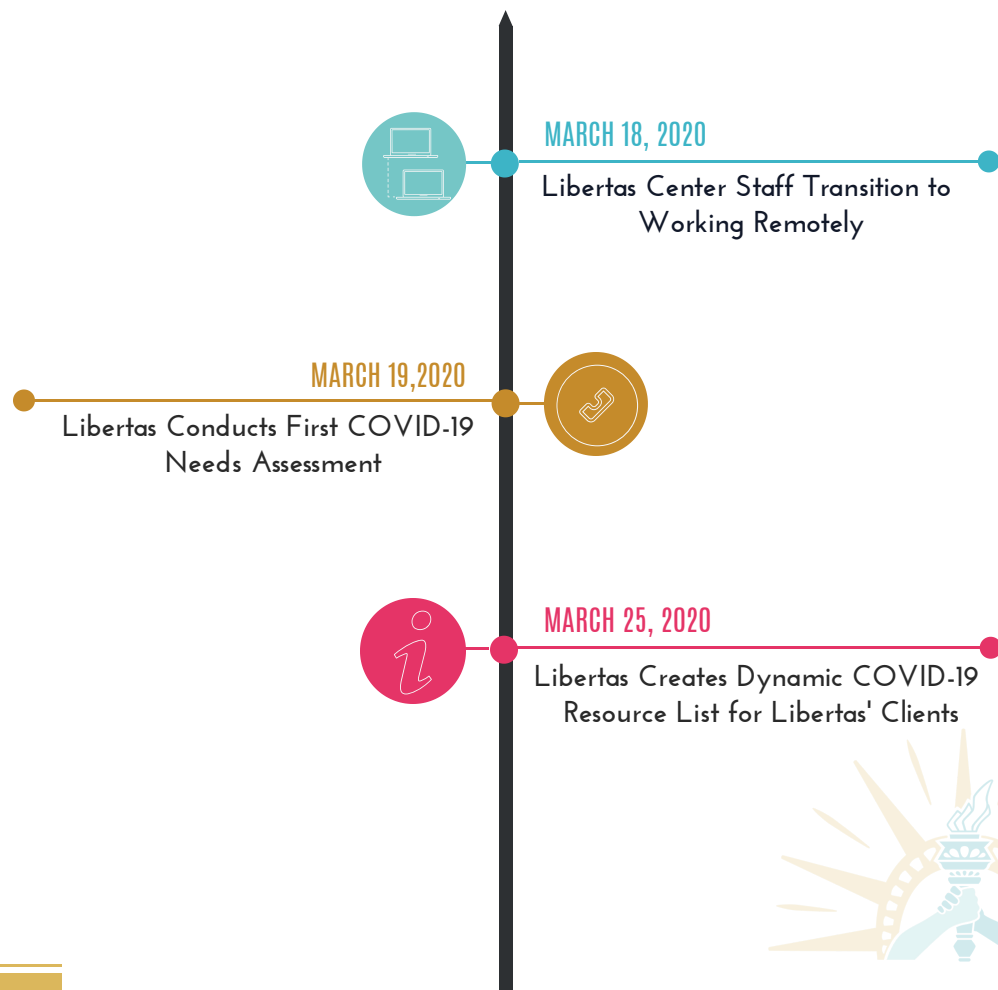 MARCH 18, 2020
Libertas Center Staff Transition to
Working Remotely
MARCH 19,2020
Libertas Conducts First COVID-19
Needs Assessment
MARCH 25, 2020
Libertas Creates Dynamic COVID-19
Resource List for Libertas' Clients